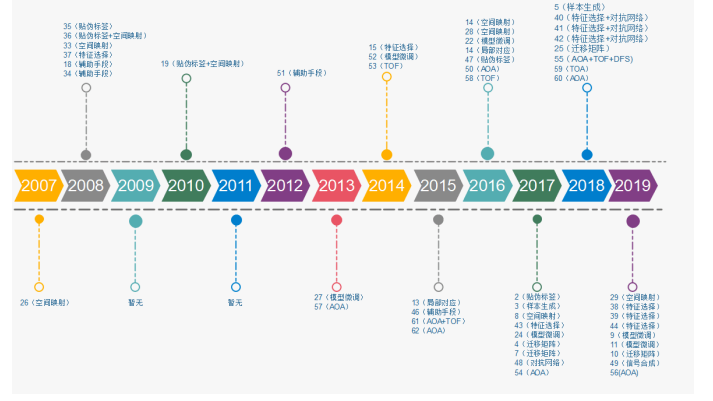 35（贴伪标签）
36（贴伪标签+空间映射）
33（空间映射）
37（特征选择）
18（辅助手段）
34（辅助手段）
19（贴伪标签+空间映射）
51（辅助手段）
15（特征选择）
52（模型微调）
53（TOF）
14（空间映射）
28（空间映射）
22（模型微调）
14（局部对应）
47（贴伪标签）
50（AOA）
58（TOF）
5（样本生成）
40（特征选择+对抗网络）
41（特征选择+对抗网络）
42（特征选择+对抗网络）
25（迁移矩阵）
55（AOA+TOF+DFS）
59（TOA）
60（AOA）
2007 2008 2009 2010 2011 2012 2013 2014 2015 2016 2017 2018 2019
26（空间映射）
暂无
暂无
27（模型微调）
57（AOA）
13（局部对应）
46（辅助手段）
61（AOA+TOF）
62（AOA）
2（贴伪标签）
3（样本生成）
8（空间映射）
43（特征选择）
24（模型微调）
4（迁移矩阵）
7（迁移矩阵）
48（对抗网络）
54（AOA）
29（空间映射）
38（特征选择）
39（特征选择）
44（特征选择）
9（模型微调）
11（模型微调）
10（迁移矩阵）
49（信号合成）
56(AOA)